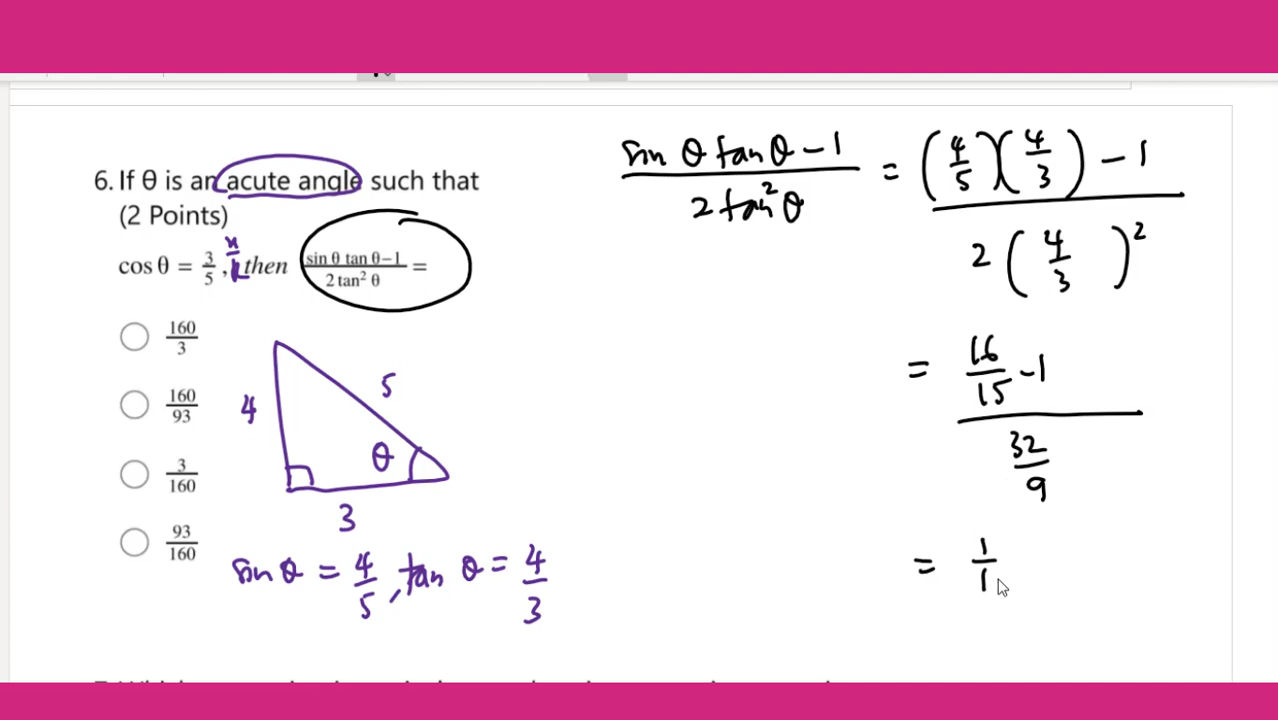 6. If θ is an acute angle such that
(2 Points)
cos θ = 3/5 , then (sin θ tan θ−1)/(2 tan² θ) =
x/r
160/3
160/93
3/160
93/160
4
5
θ
3
sin θ = 4/5 , tan θ = 4/3
(sin θ tan θ − 1)/(2 tan² θ) = ((4/5)(4/3) − 1)/(2(4/3)²)
= (16/15 − 1)/(32/9)
= 1/1